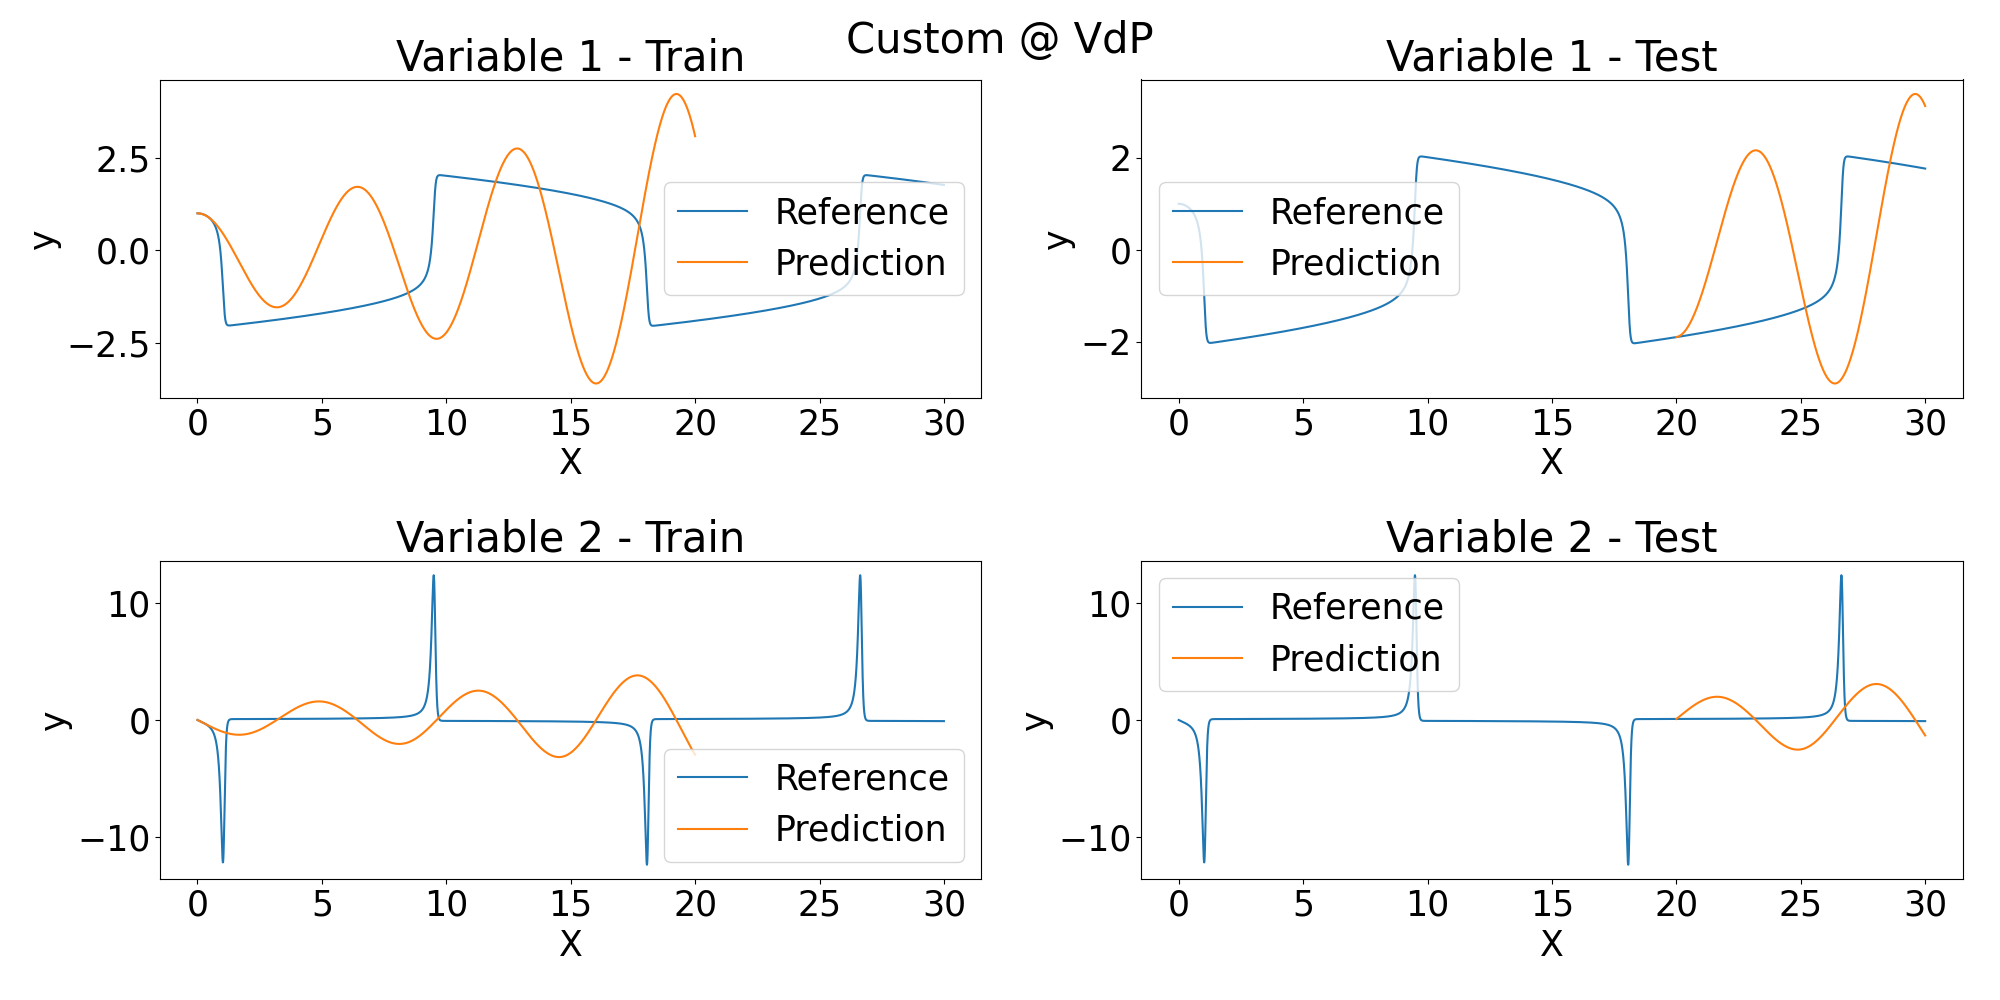 Custom @ VdP
Variable 1 - Train
2.5
0.0
−2.5
y
0 5 10 15 20 25 30
X
Reference
Prediction
Variable 1 - Test
2
0
−2
y
0 5 10 15 20 25 30
X
Reference
Prediction
Variable 2 - Train
10
0
−10
y
0 5 10 15 20 25 30
X
Reference
Prediction
Variable 2 - Test
10
0
−10
y
0 5 10 15 20 25 30
X
Reference
Prediction